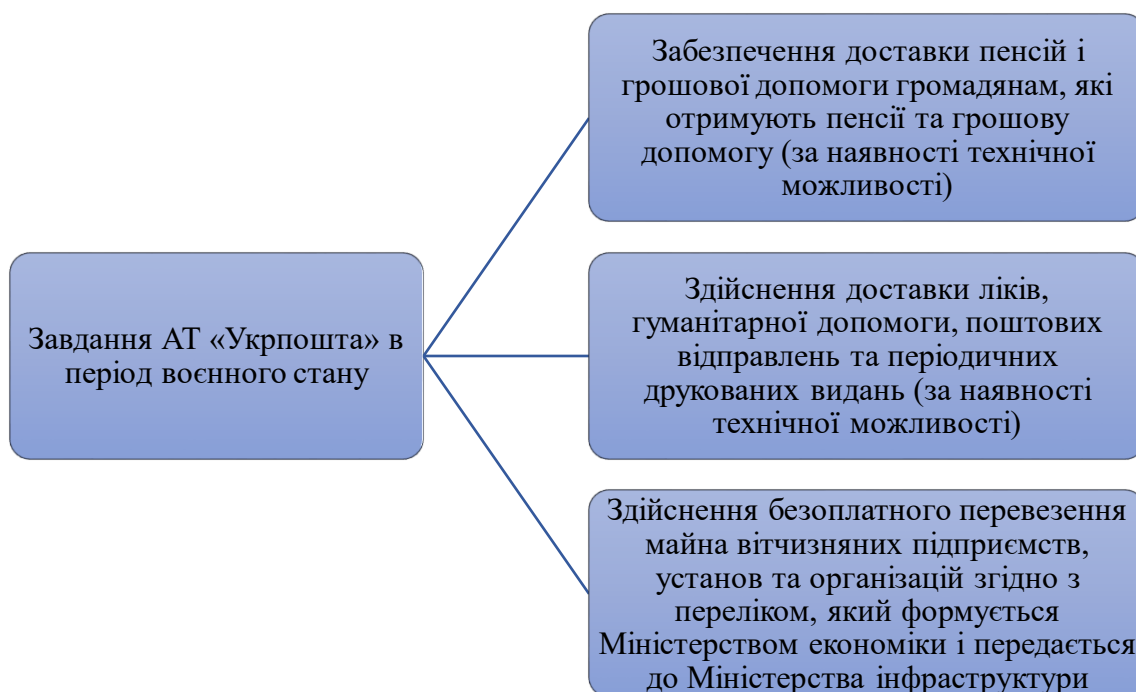 Забезпечення доставки пенсій і
грошової допомоги громадянам, які
отримують пенсії та грошову
допомогу (за наявності технічної
можливості)
Завдання АТ «Укрпошта» в
період воєнного стану
Здійснення доставки ліків,
гуманітарної допомоги, поштових
відправлень та періодичних
друкованих видань (за наявності
технічної можливості)
Здійснення безоплатного перевезення
майна вітчизняних підприємств,
установ та організацій згідно з
переліком, який формується
Міністерством економіки і передається
до Міністерства інфраструктури